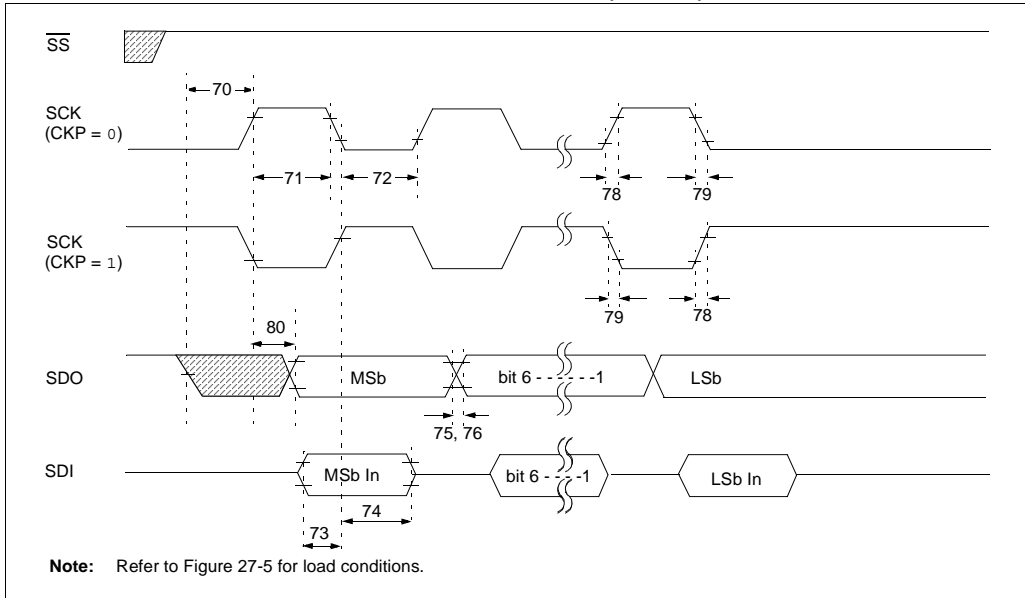 SS
70
SCK
(CKP = 0)
71
72
78
79
SCK
(CKP = 1)
79
78
80
SDO
MSb
bit 6 - - - - - -1
LSb
75, 76
SDI
MSb In
bit 6 - - - -1
LSb In
74
73
Note: Refer to Figure 27-5 for load conditions.